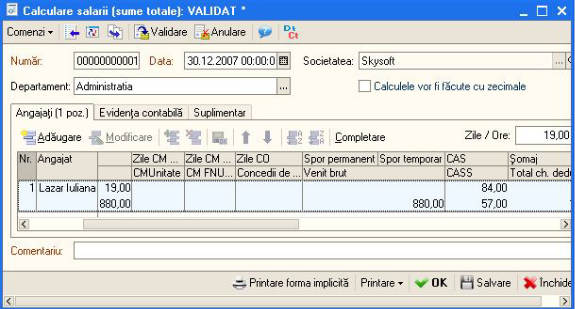 Calculare salarii (sume totale): VALIDAT *
Comenzi Validare Anulare Dt Ct
Număr: 00000000001 Data: 30.12.2007 00:00:0 Societatea: Skysoft ...
Departament: Administratia ... Calculele vor fi făcute cu zecimale
Angajați (1 poz.) Evidența contabilă Suplimentar
Adăugare Modificare Completare Zile / Ore: 19,00
Nr. Angajat Zile CM ... Zile CM ... Zile CO Spor permanent Spor temporar CAS Șomaj
CMUnitate CM FNU... Concedii de ... Venit brut CASS Total ch. dedu
1 Lazar Iuliana 19,00 84,00
880,00 880,00 57,00
Comentariu:
Printare forma implicită Printare OK Salvare Închide